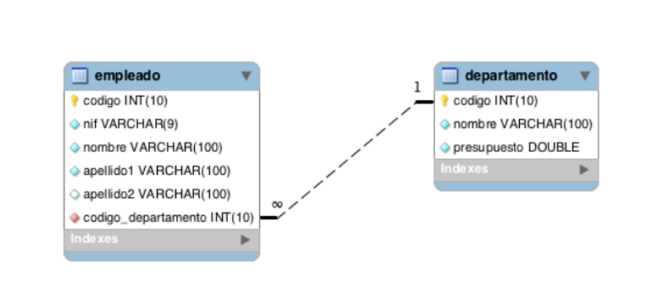 empleado
codigo INT(10)
nif VARCHAR(9)
nombre VARCHAR(100)
apellido1 VARCHAR(100)
apellido2 VARCHAR(100)
codigo_departamento INT(10)
Indexes
∞
1
departamento
codigo INT(10)
nombre VARCHAR(100)
presupuesto DOUBLE
Indexes